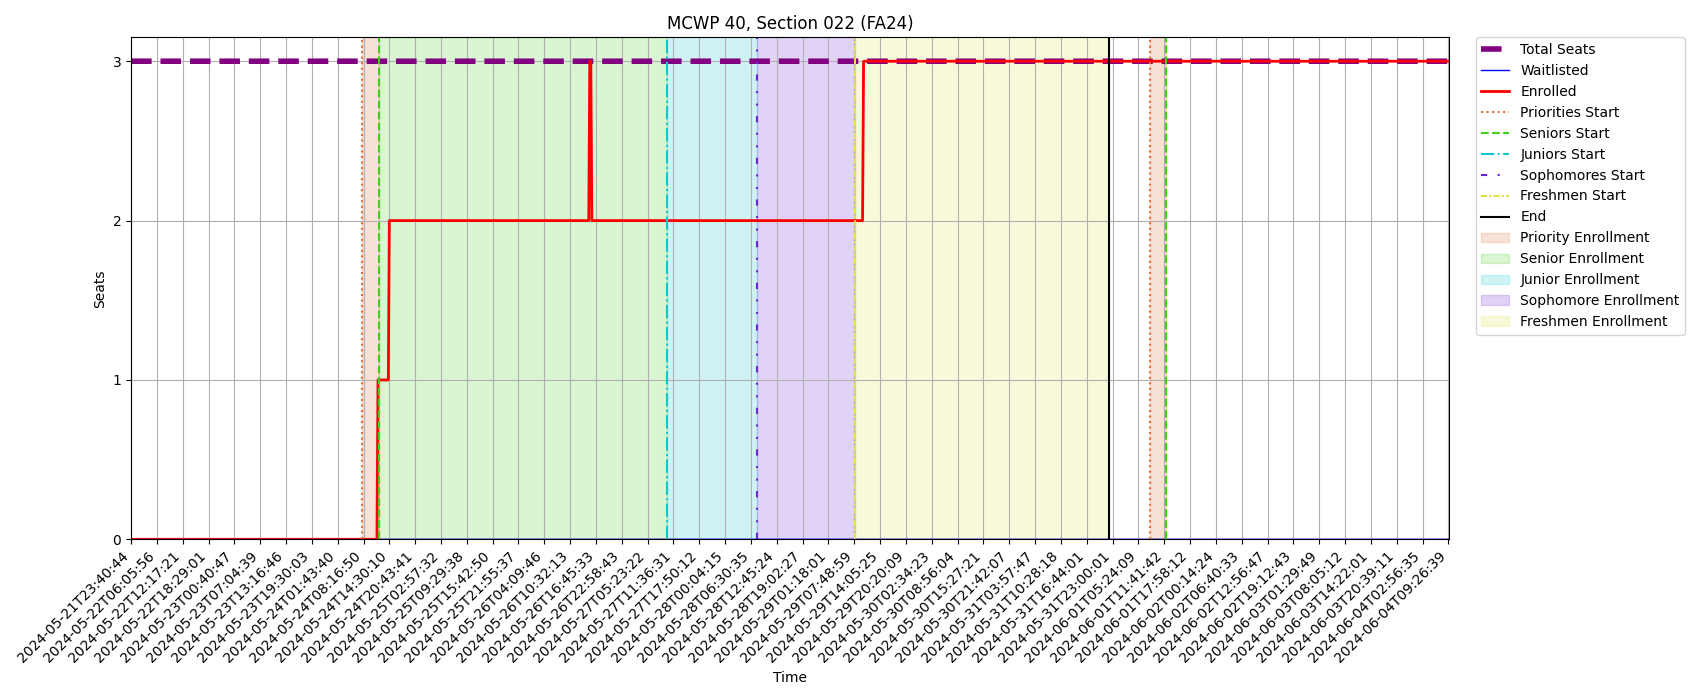 MCWP 40, Section 022 (FA24)
Seats
3
2
1
0
2024-05-21T23:40:44
2024-05-22T06:05:56
2024-05-22T12:17:21
2024-05-22T18:29:01
2024-05-23T00:40:47
2024-05-23T07:04:39
2024-05-23T13:16:46
2024-05-23T19:30:03
2024-05-24T01:43:40
2024-05-24T08:16:50
2024-05-24T14:30:10
2024-05-24T20:43:41
2024-05-25T02:57:32
2024-05-25T09:29:38
2024-05-25T15:42:50
2024-05-25T21:55:37
2024-05-26T04:09:46
2024-05-26T10:32:13
2024-05-26T16:45:33
2024-05-26T22:58:43
2024-05-27T05:23:22
2024-05-27T11:36:31
2024-05-27T17:50:12
2024-05-28T00:04:15
2024-05-28T06:30:35
2024-05-28T12:45:24
2024-05-28T19:02:27
2024-05-29T01:18:01
2024-05-29T07:48:59
2024-05-29T14:05:25
2024-05-29T20:20:09
2024-05-30T02:34:23
2024-05-30T08:56:04
2024-05-30T15:27:21
2024-05-30T21:42:07
2024-05-31T03:57:47
2024-05-31T10:28:18
2024-05-31T16:44:01
2024-05-31T23:00:01
2024-06-01T05:24:09
2024-06-01T11:41:42
2024-06-01T17:58:12
2024-06-02T00:14:24
2024-06-02T06:40:33
2024-06-02T12:56:47
2024-06-02T19:12:43
2024-06-03T01:29:49
2024-06-03T08:05:12
2024-06-03T14:22:01
2024-06-03T20:39:11
2024-06-04T02:56:35
2024-06-04T09:26:39
Time
Total Seats
Waitlisted
Enrolled
Priorities Start
Seniors Start
Juniors Start
Sophomores Start
Freshmen Start
End
Priority Enrollment
Senior Enrollment
Junior Enrollment
Sophomore Enrollment
Freshmen Enrollment